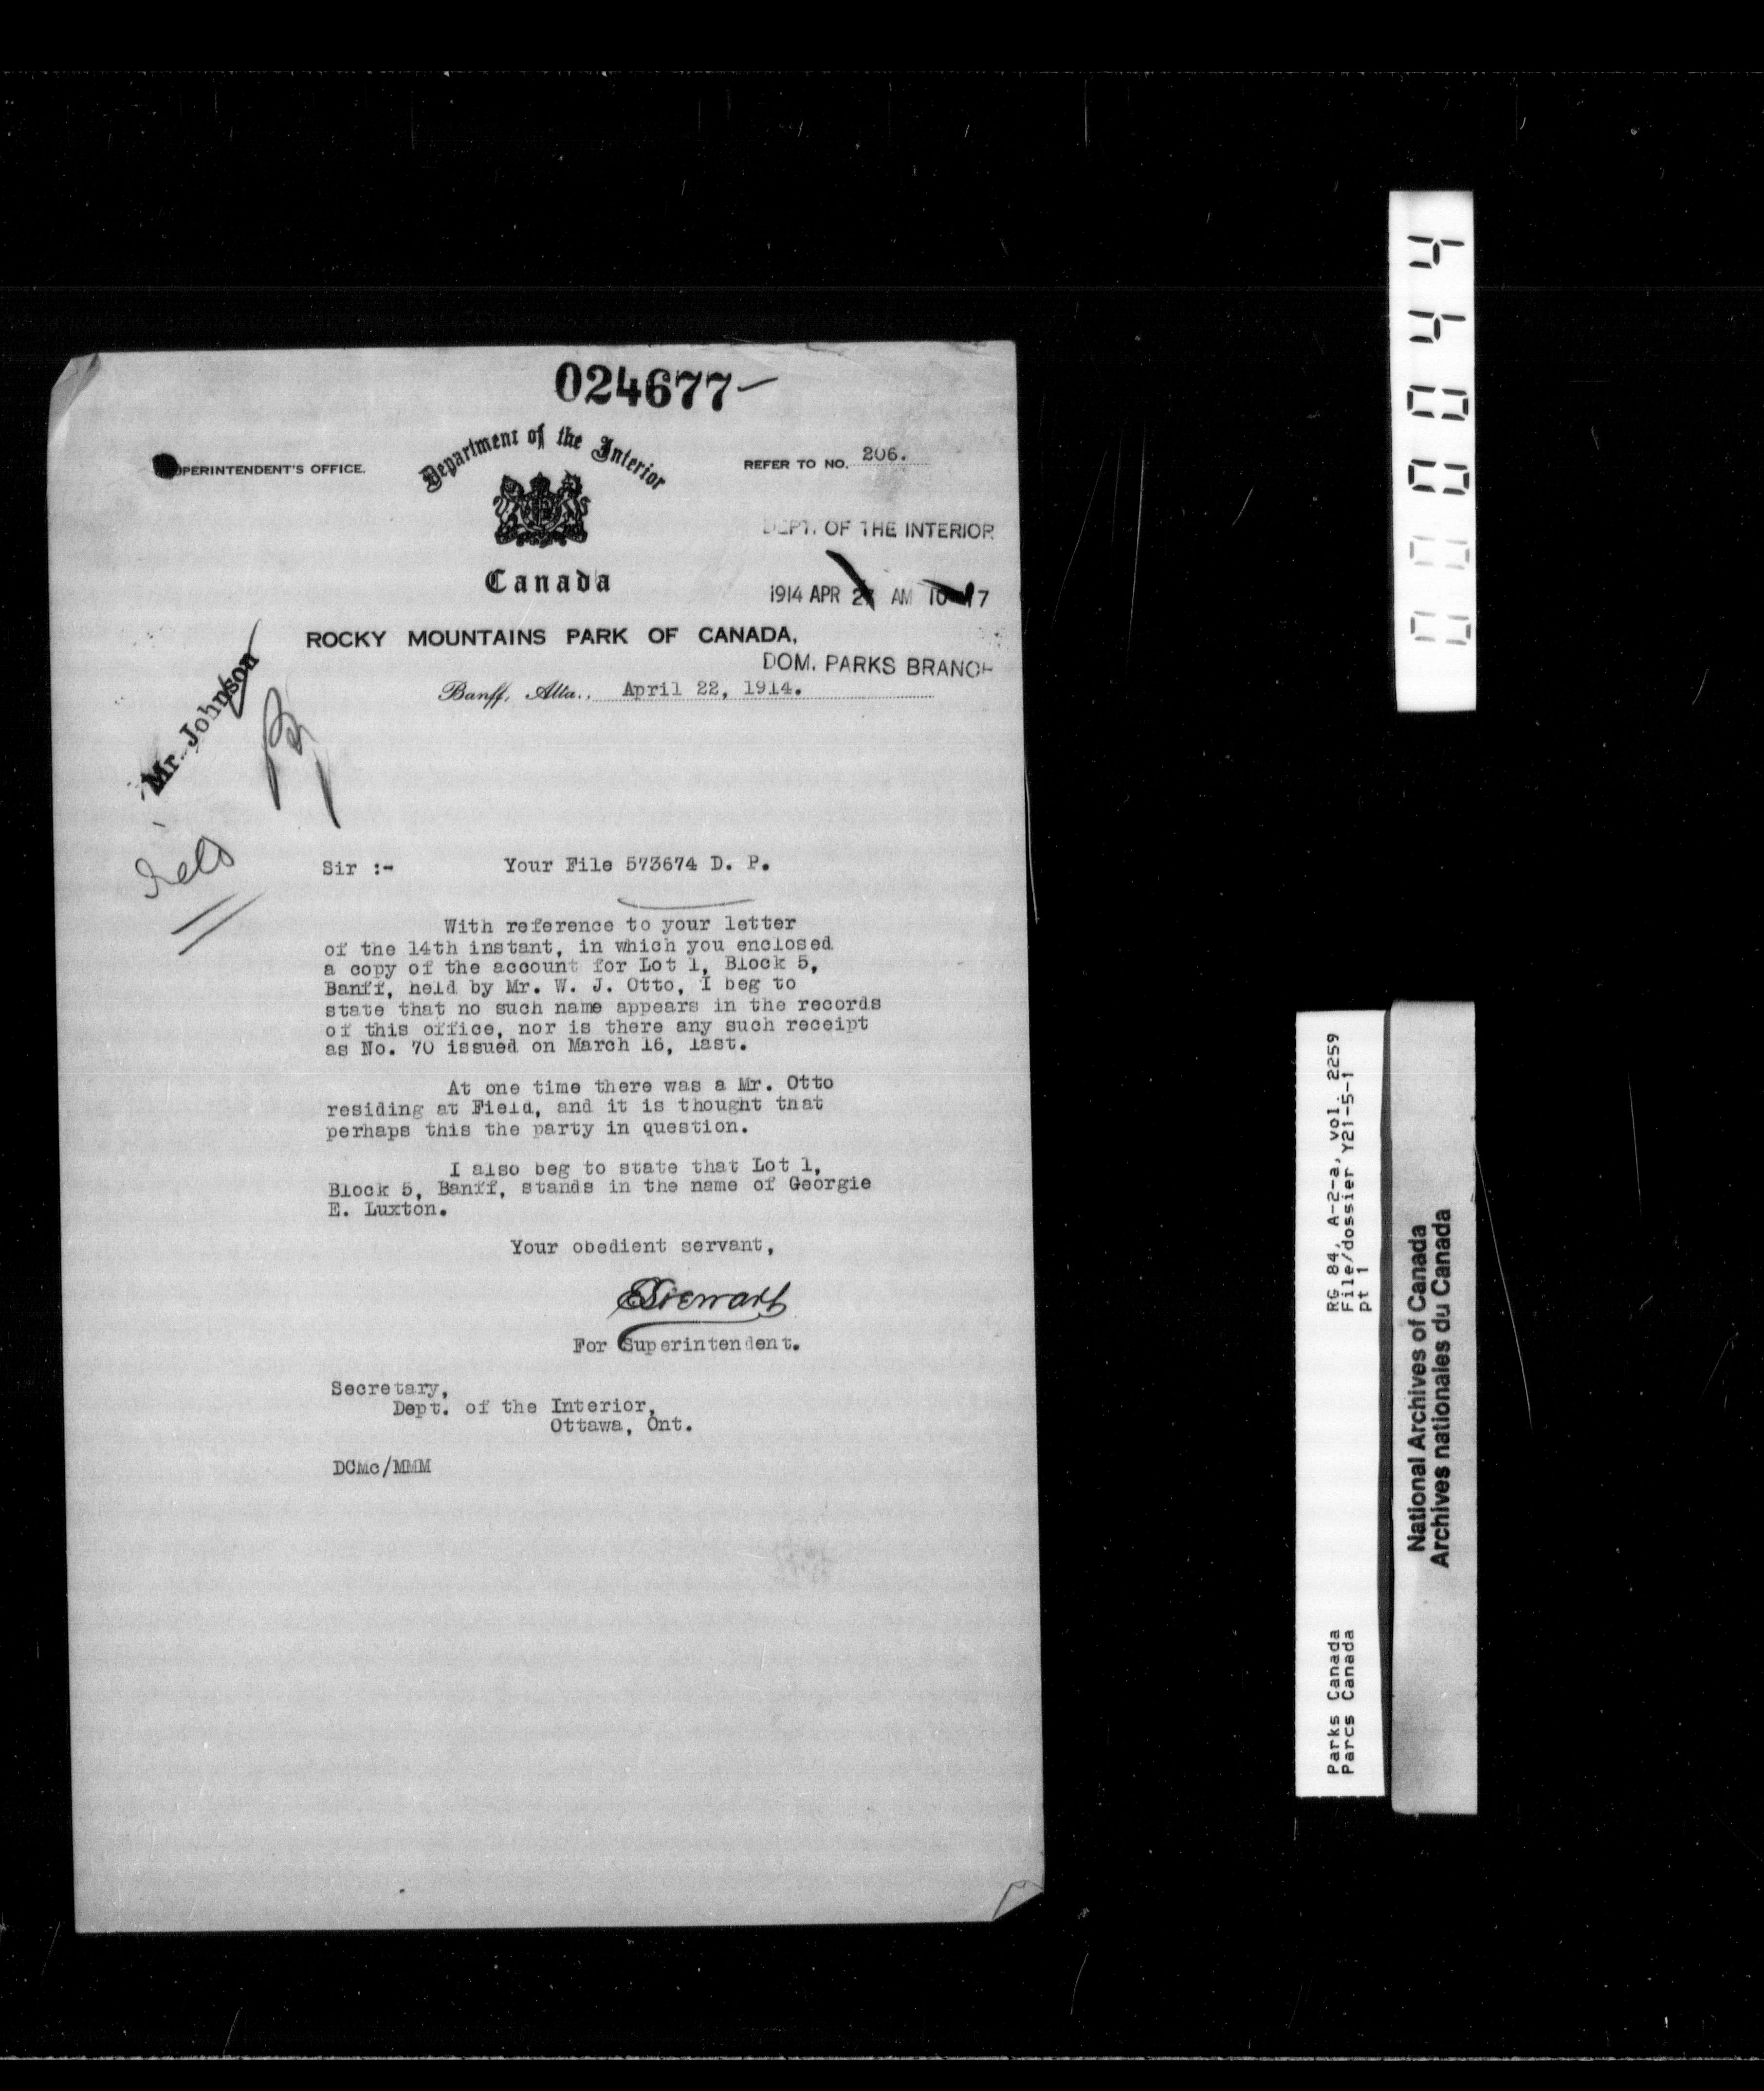 024677
SUPERINTENDENT'S OFFICE.
Department of the Interior
REFER TO NO. 206.
DEPT. OF THE INTERIOR
Canada
1914 APR AM
ROCKY MOUNTAINS PARK OF CANADA,
DOM. PARKS BRANCH
Banff, Alta., April 22, 1914.
Mr. Johnson
Sir :- Your File 573674 D. P.
With reference to your letter
of the 14th instant, in which you enclosed
a copy of the account for Lot 1, Block 5,
Banff, held by Mr. W. J. Otto, I beg to
state that no such name appears in the records
of this office, nor is there any such receipt
as No. 70 issued on March 16, last.
At one time there was a Mr. Otto
residing at Field, and it is thought that
perhaps this the party in question.
I also beg to state that Lot 1,
Block 5, Banff, stands in the name of Georgie
E. Luxton.
Your obedient servant,
EStewart
For Superintendent.
Secretary,
Dept. of the Interior,
Ottawa, Ont.
DCMc/MMM
RG 84, A-2-a, vol. 2259
File/dossier Y21-5-1
pt 1
Parks Canada
Parcs Canada
National Archives of Canada
Archives nationales du Canada